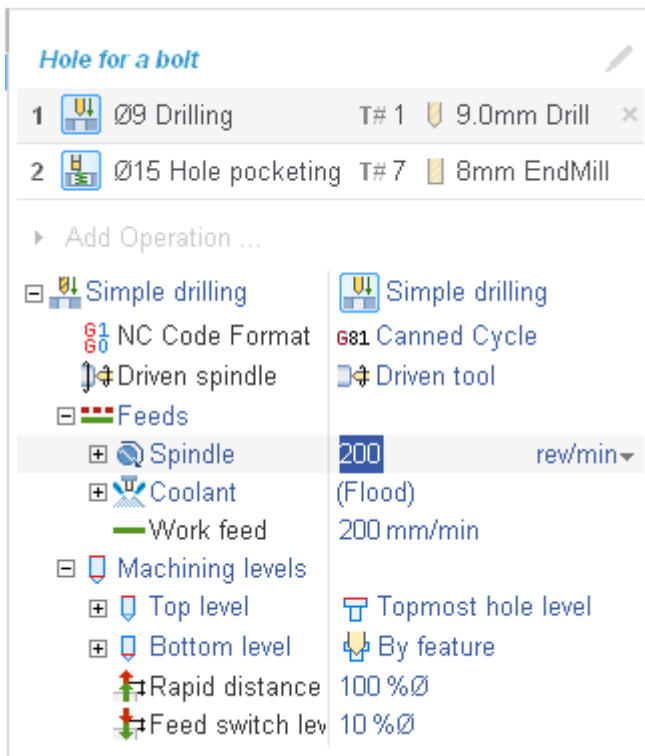 Hole for a bolt
1 Ø9 Drilling T# 1 9.0mm Drill ×
2 Ø15 Hole pocketing T# 7 8mm EndMill
Add Operation ...
Simple drilling Simple drilling
G1 G0 NC Code Format G81 Canned Cycle
Driven spindle Driven tool
Feeds
Spindle 200 rev/min
Coolant (Flood)
Work feed 200 mm/min
Machining levels
Top level Topmost hole level
Bottom level By feature
Rapid distance 100 %Ø
Feed switch lev 10 %Ø